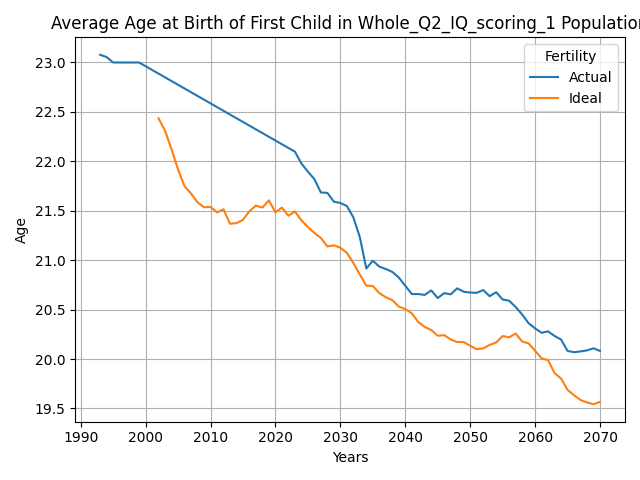 Average Age at Birth of First Child in Whole_Q2_IQ_scoring_1 Population
Fertility
Actual
Ideal
Age
23.0
22.5
22.0
21.5
21.0
20.5
20.0
19.5
1990 2000 2010 2020 2030 2040 2050 2060 2070
Years